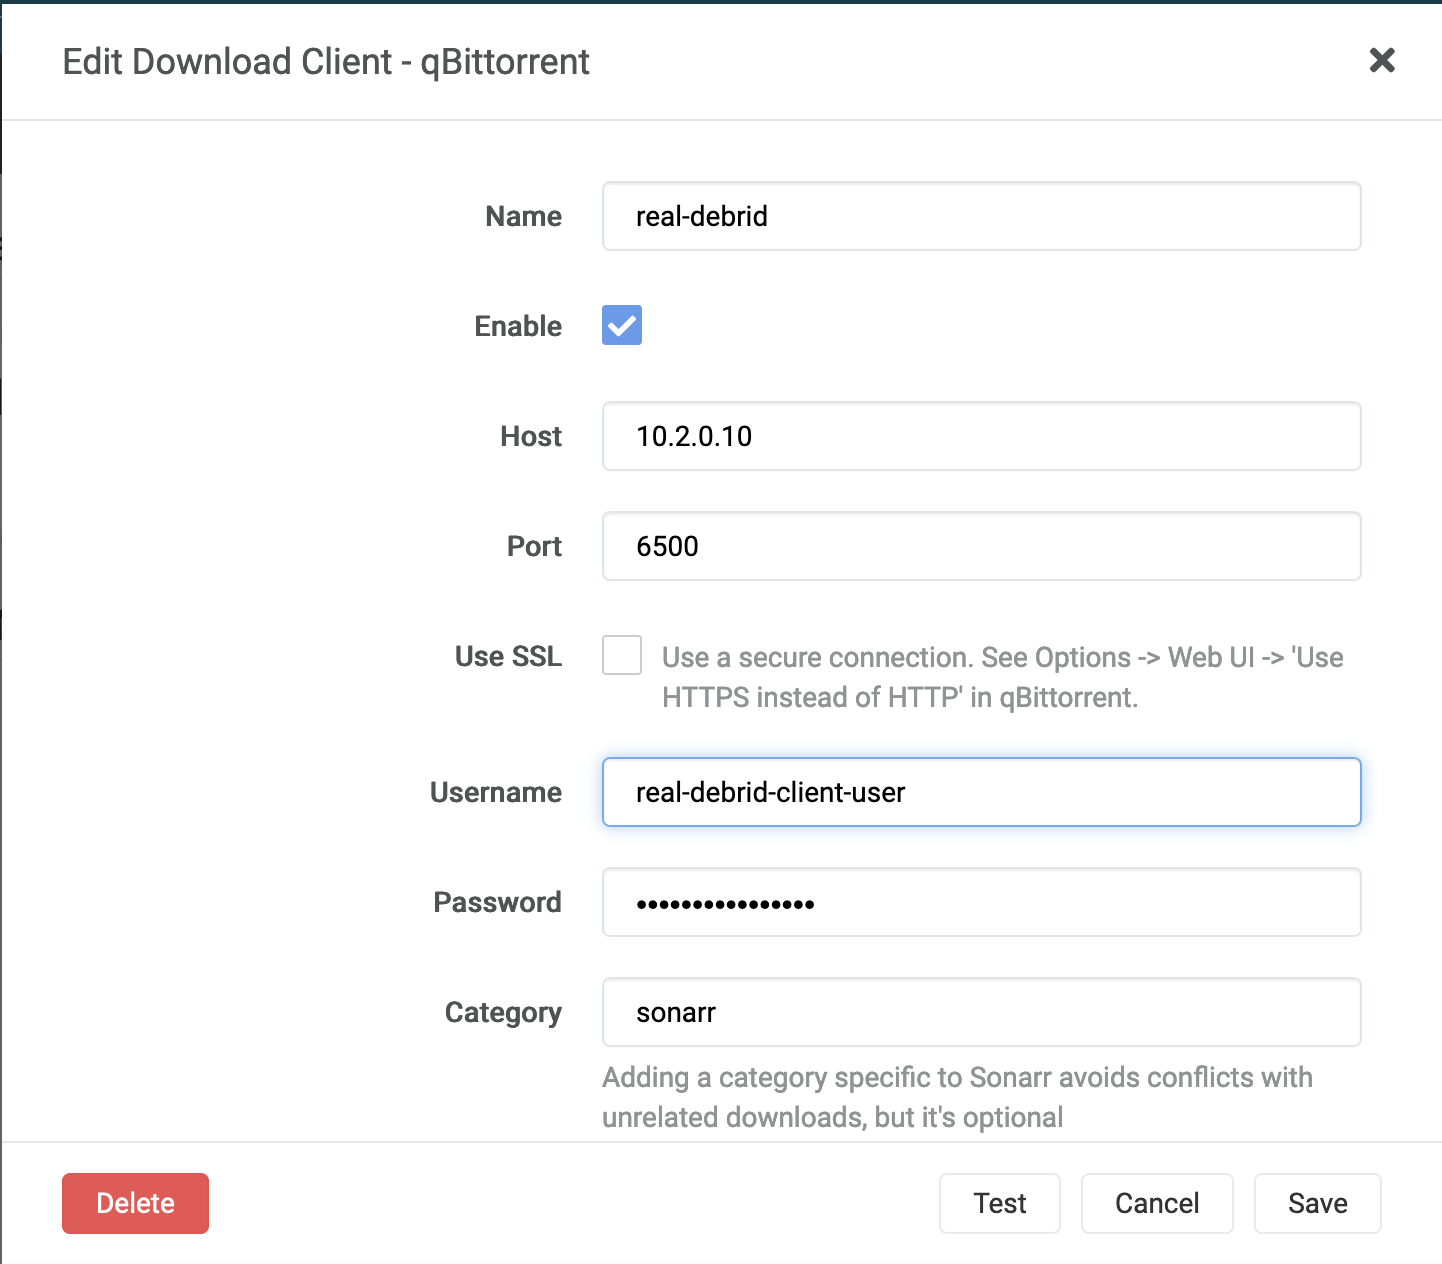 Edit Download Client - qBittorrent
Name
real-debrid
Enable
Host
10.2.0.10
Port
6500
Use SSL
Use a secure connection. See Options -> Web UI -> 'Use
HTTPS instead of HTTP' in qBittorrent.
Username
real-debrid-client-user
Password
••••••••••••••••
Category
sonarr
Adding a category specific to Sonarr avoids conflicts with
unrelated downloads, but it's optional
Delete
Test
Cancel
Save